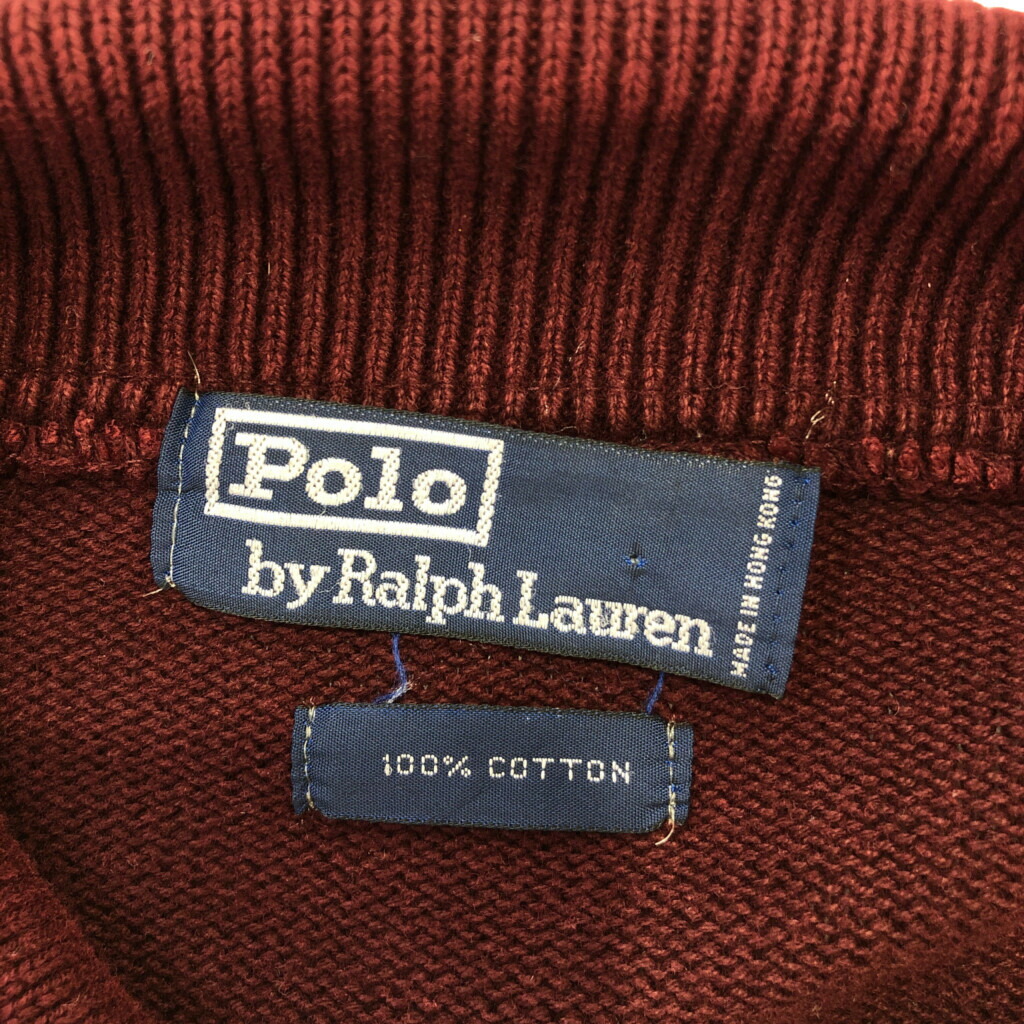 Polo
by Ralph Lauren
MADE IN HONG KONG
100% COTTON